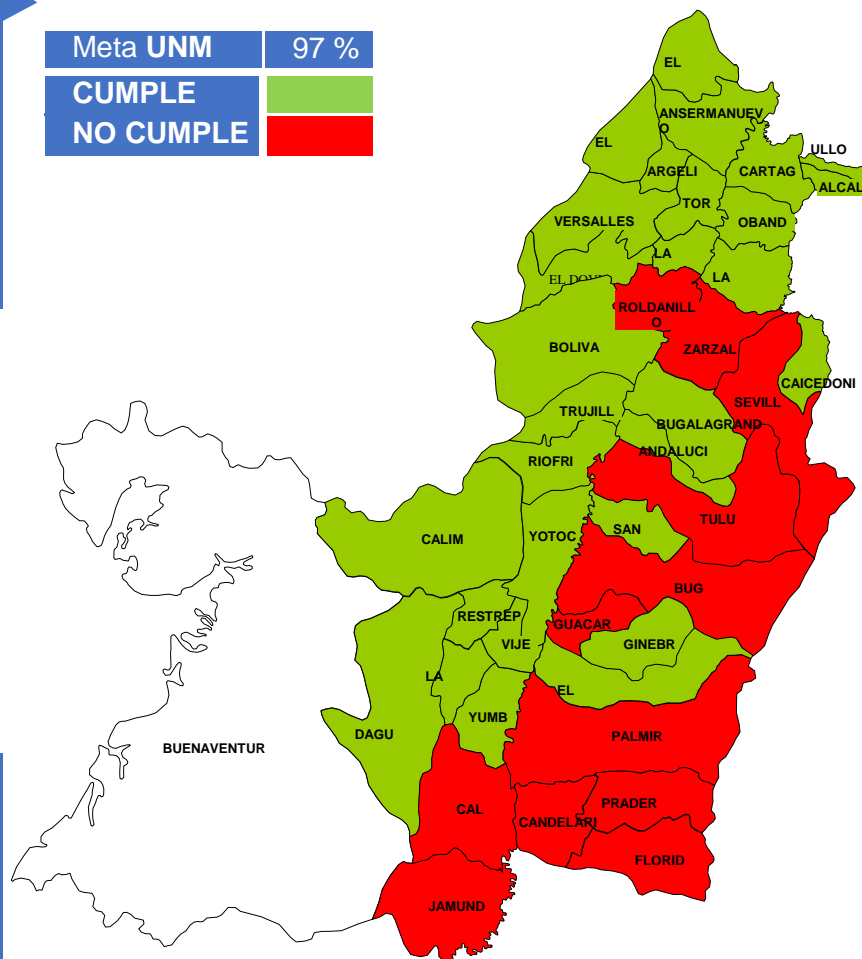 Meta UNM 97 %
CUMPLE
NO CUMPLE
EL
ANSERMANUEV
O
EL
ULLO
ARGELI
CARTAG
ALCAL
TOR
VERSALLES
OBAND
LA
LA
ROLDANILL
O
BOLIVA
ZARZAL
CAICEDONI
SEVILL
TRUJILL
BUGALAGRAND
ANDALUCI
RIOFRI
TULU
SAN
YOTOC
CALIM
BUG
RESTREP
GUACAR
VIJE
GINEBR
LA
EL
YUMB
DAGU
PALMIR
BUENAVENTUR
CAL
PRADER
CANDELARI
FLORID
JAMUND